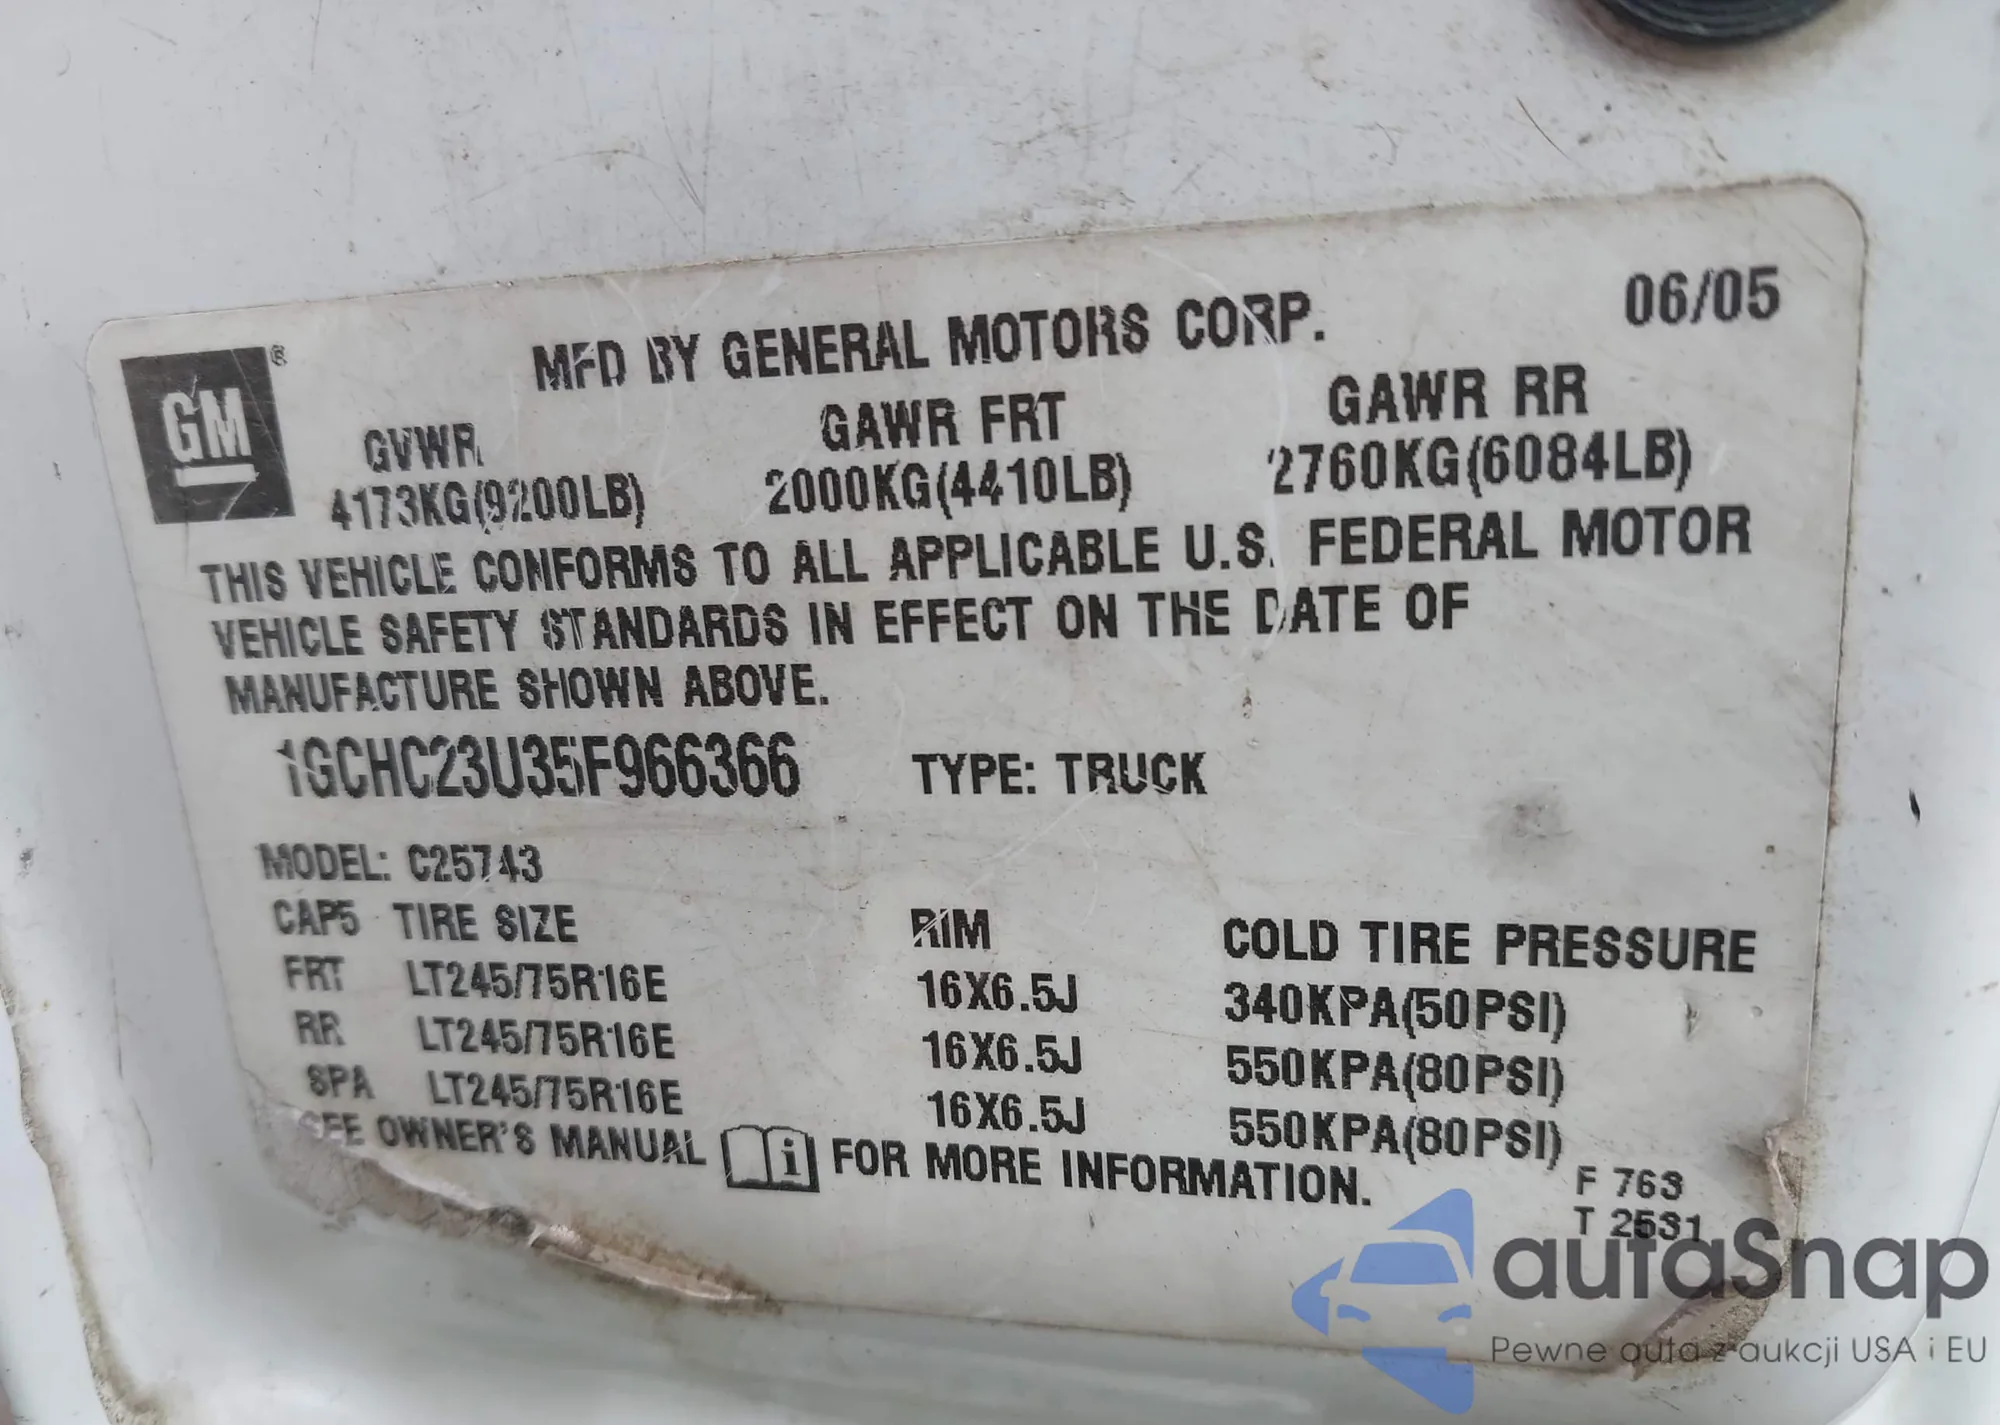 06/05
MFD BY GENERAL MOTORS CORP.
GM®
GVWR GAWR FRT GAWR RR
4173KG(9200LB) 2000KG(4410LB) 2760KG(6084LB)
THIS VEHICLE CONFORMS TO ALL APPLICABLE U.S. FEDERAL MOTOR
VEHICLE SAFETY STANDARDS IN EFFECT ON THE DATE OF
MANUFACTURE SHOWN ABOVE.
1GCHC23U35F966366 TYPE: TRUCK
MODEL: C25743
CAP5 TIRE SIZE RIM COLD TIRE PRESSURE
FRT LT245/75R16E 16X6.5J 340KPA(50PSI)
RR LT245/75R16E 16X6.5J 550KPA(80PSI)
SPA LT245/75R16E 16X6.5J 550KPA(80PSI)
SEE OWNER'S MANUAL i FOR MORE INFORMATION.
F 763
T 2531
autaSnap
Pewne auta z aukcji USA i EU